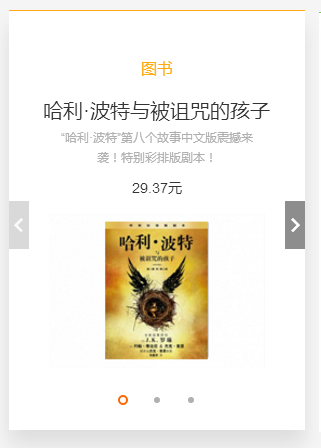 图书
哈利·波特与被诅咒的孩子
“哈利·波特”第八个故事中文版震撼来
袭！特别彩排版剧本！
29.37元
哈利·波特
与
被诅咒的孩子
J.K.罗琳